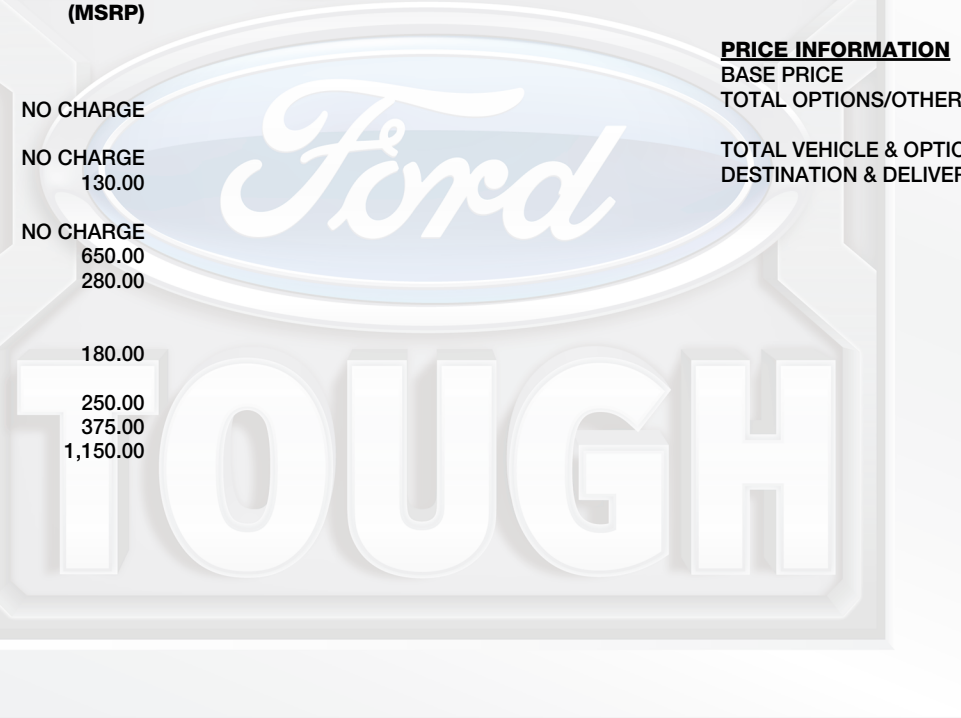 (MSRP)
NO CHARGE
NO CHARGE
130.00
NO CHARGE
650.00
280.00
180.00
250.00
375.00
1,150.00
PRICE INFORMATION
BASE PRICE
TOTAL OPTIONS/OTHER
TOTAL VEHICLE & OPTIO
DESTINATION & DELIVER
Ford
TOUGH